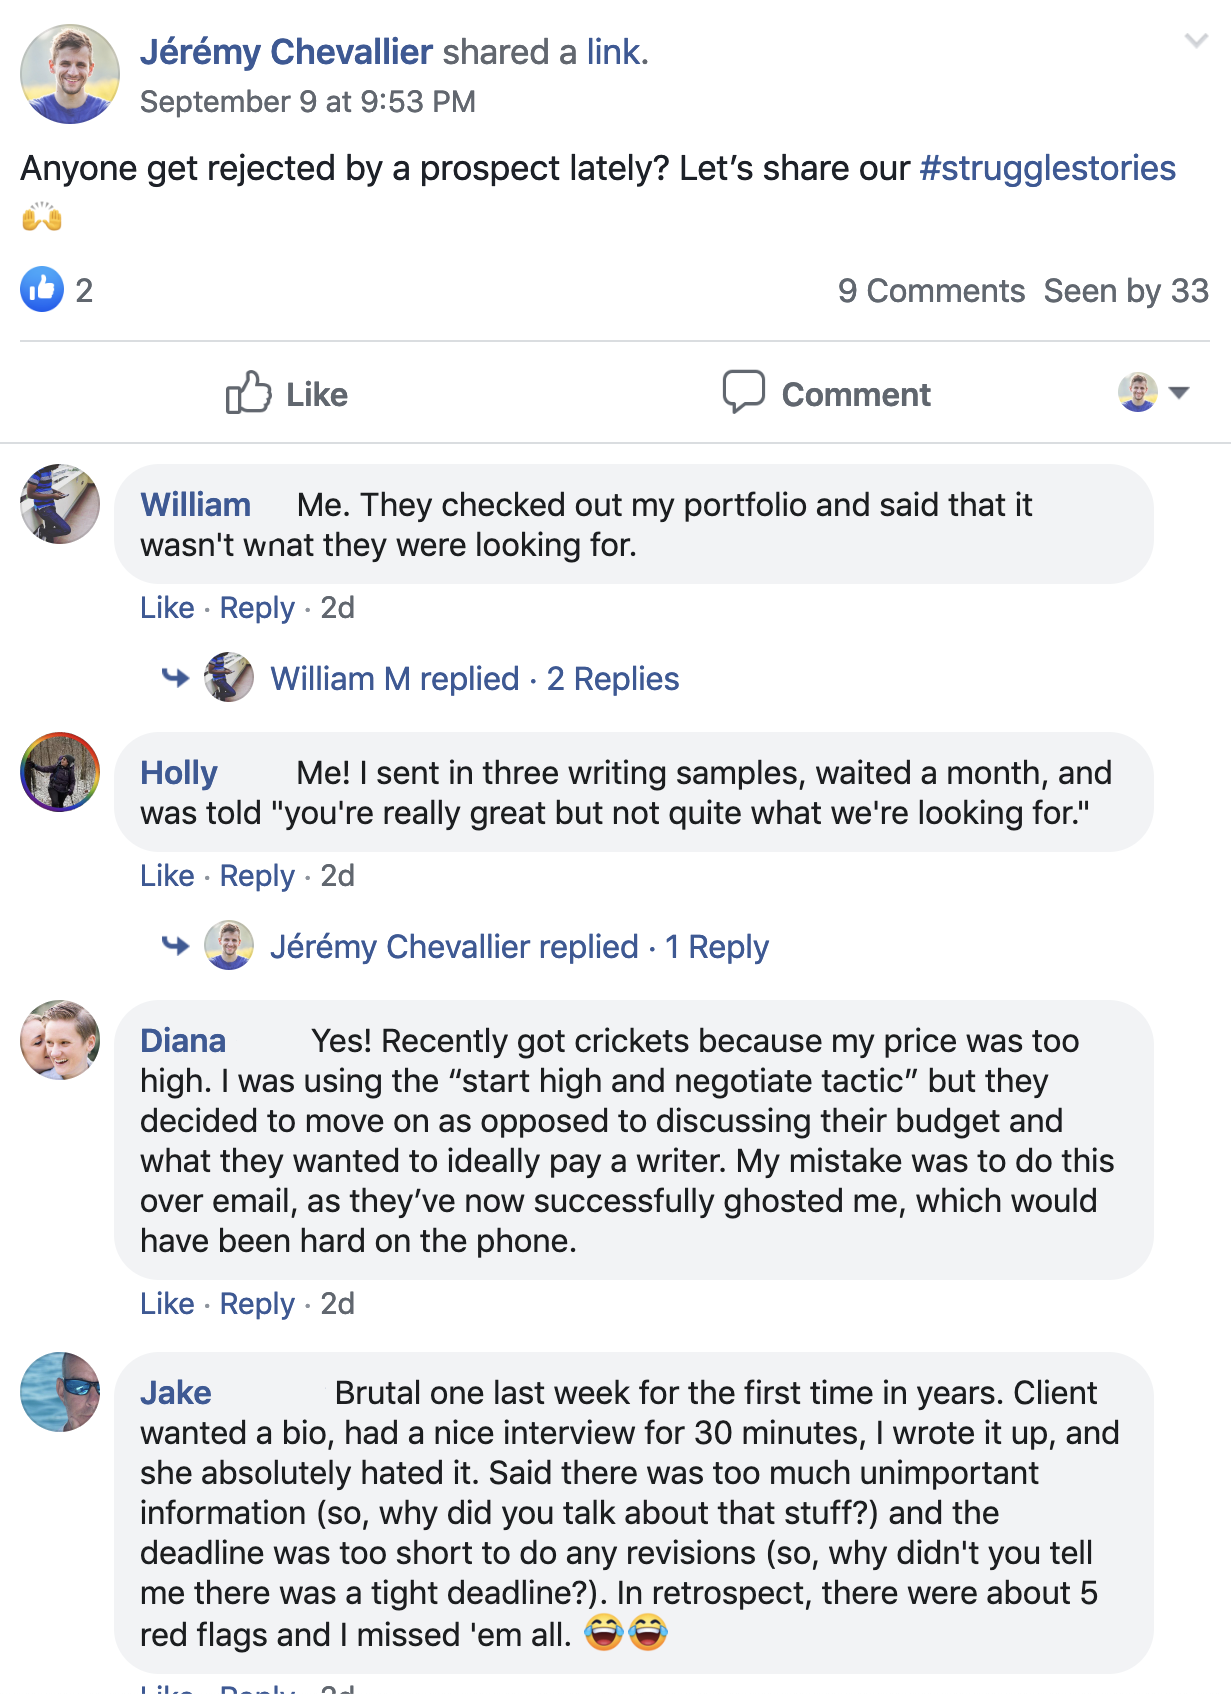 Jérémy Chevallier shared a link.
September 9 at 9:53 PM
Anyone get rejected by a prospect lately? Let’s share our #strugglestories
🙌
2
9 Comments Seen by 33
Like
Comment
William Me. They checked out my portfolio and said that it
wasn't what they were looking for.
Like · Reply · 2d
William M replied · 2 Replies
Holly Me! I sent in three writing samples, waited a month, and
was told "you're really great but not quite what we're looking for."
Like · Reply · 2d
Jérémy Chevallier replied · 1 Reply
Diana Yes! Recently got crickets because my price was too
high. I was using the “start high and negotiate tactic” but they
decided to move on as opposed to discussing their budget and
what they wanted to ideally pay a writer. My mistake was to do this
over email, as they’ve now successfully ghosted me, which would
have been hard on the phone.
Like · Reply · 2d
Jake Brutal one last week for the first time in years. Client
wanted a bio, had a nice interview for 30 minutes, I wrote it up, and
she absolutely hated it. Said there was too much unimportant
information (so, why did you talk about that stuff?) and the
deadline was too short to do any revisions (so, why didn't you tell
me there was a tight deadline?). In retrospect, there were about 5
red flags and I missed 'em all. 😂😂
Like · Reply · 2d